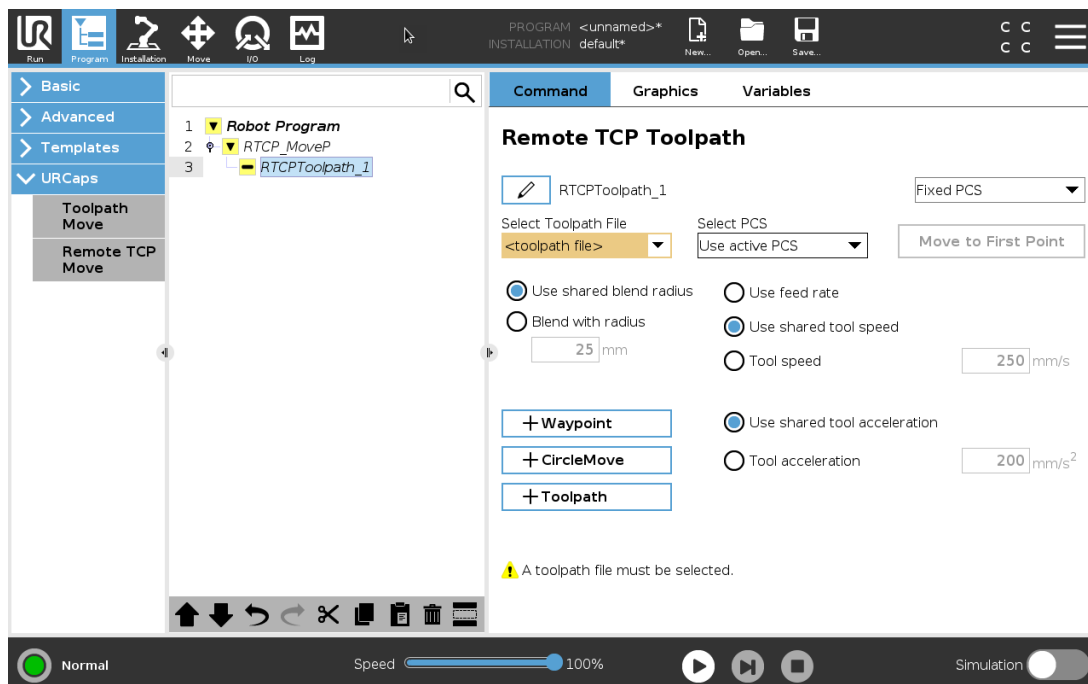 UR
Run
Program
Installation
Move
I/O
Log
PROGRAM <unnamed>*
INSTALLATION default*
New...
Open...
Save...
C C
C C
Basic
Advanced
Templates
URCaps
Toolpath
Move
Remote TCP
Move
1 Robot Program
2 RTCP_MoveP
3 RTCPToolpath_1
Command Graphics Variables
Remote TCP Toolpath
RTCPToolpath_1
Fixed PCS
Select Toolpath File
Select PCS
<toolpath file>
Use active PCS
Move to First Point
Use shared blend radius
Use feed rate
Blend with radius
Use shared tool speed
25 mm
Tool speed
250 mm/s
+Waypoint
Use shared tool acceleration
+CircleMove
Tool acceleration
200 mm/s²
+Toolpath
A toolpath file must be selected.
Normal
Speed
100%
Simulation